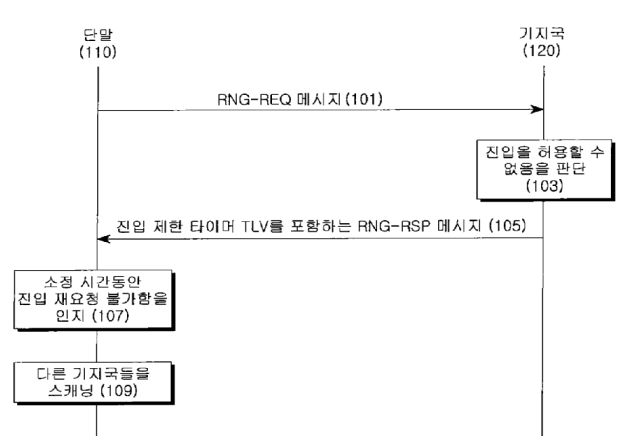 단말
(110)
기지국
(120)
RNG-REQ 메시지(101)
진입을 허용할 수
없음을 판단
(103)
진입 제한 타이머 TLV를 포함하는 RNG-RSP 메시지 (105)
소정 시간동안
진입 재요청 불가함을
인지 (107)
다른 기지국들을
스캐닝 (109)